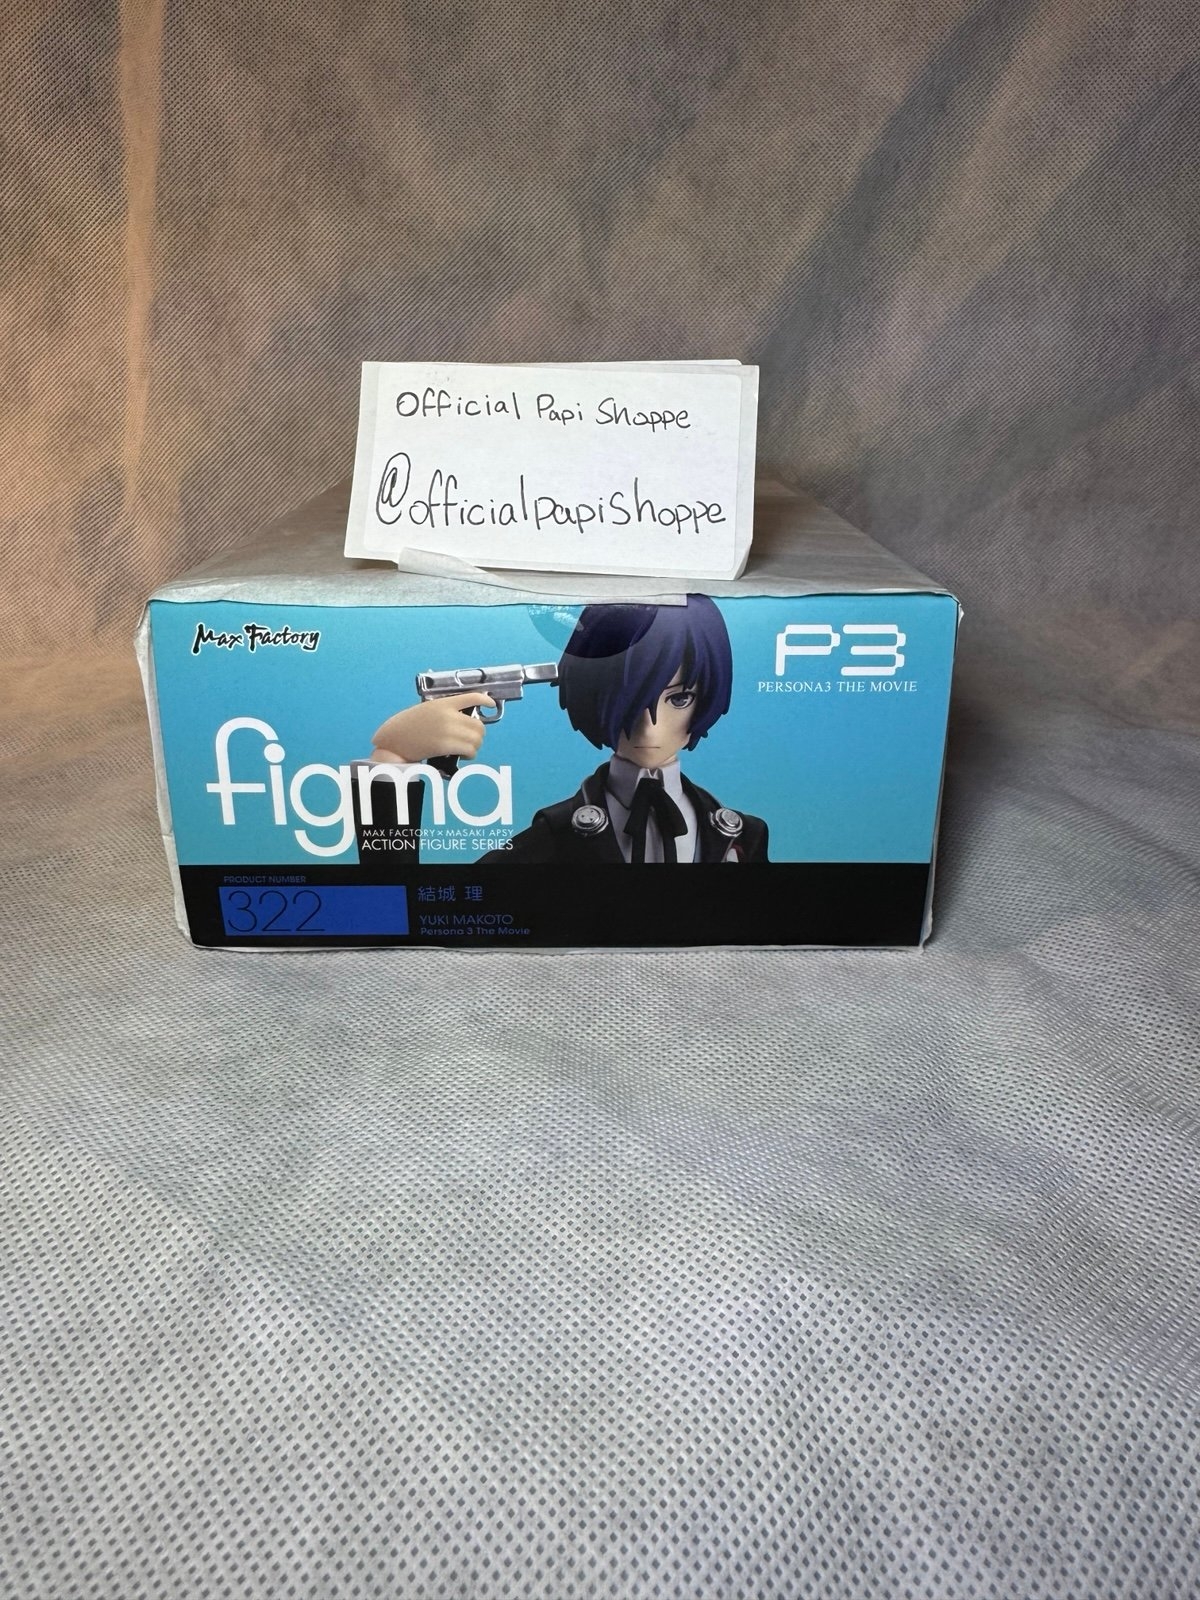 Official Papi Shoppe
@officialpapishoppe
Max Factory
P3
PERSONA3 THE MOVIE
figma
MAX FACTORY × MASAKI APSY
ACTION FIGURE SERIES
PRODUCT NUMBER
322
結城 理
YUKI MAKOTO
Persona 3 The Movie